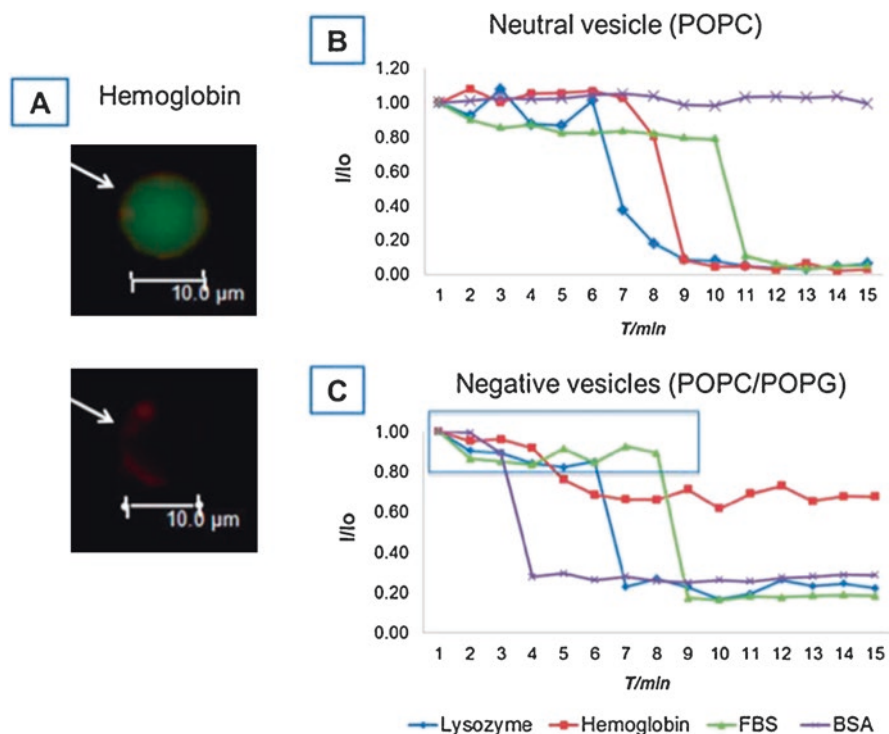 A
Hemoglobin
10.0 µm
10.0 µm
B
Neutral vesicle (POPC)
1.20
1.00
0.80
0.60
0.40
0.20
0.00
I/Io
1 2 3 4 5 6 7 8 9 10 11 12 13 14 15
T/min
C
Negative vesicles (POPC/POPG)
1.00
0.80
0.60
0.40
0.20
0.00
I/Io
1 2 3 4 5 6 7 8 9 10 11 12 13 14 15
T/min
Lysozyme Hemoglobin FBS BSA